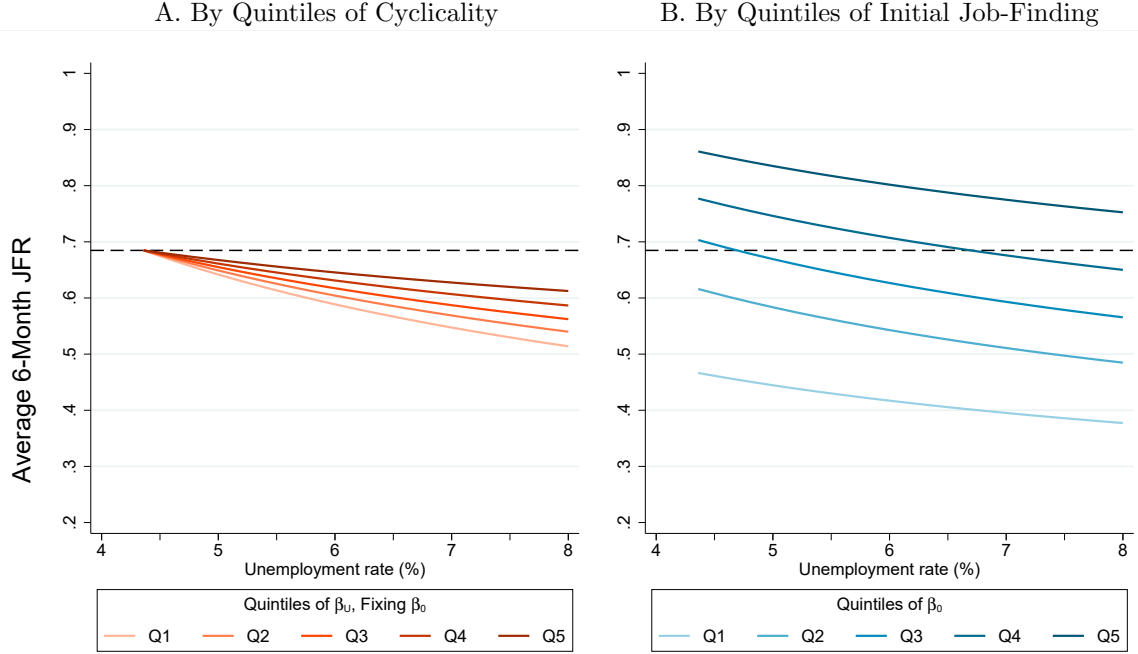 A. By Quintiles of Cyclicality
B. By Quintiles of Initial Job-Finding
Average 6-Month JFR
1
.9
.8
.7
.6
.5
.4
.3
.2
4 5 6 7 8
Unemployment rate (%)
Quintiles of βU, Fixing β0
Q1 Q2 Q3 Q4 Q5
1
.9
.8
.7
.6
.5
.4
.3
.2
4 5 6 7 8
Unemployment rate (%)
Quintiles of β0
Q1 Q2 Q3 Q4 Q5